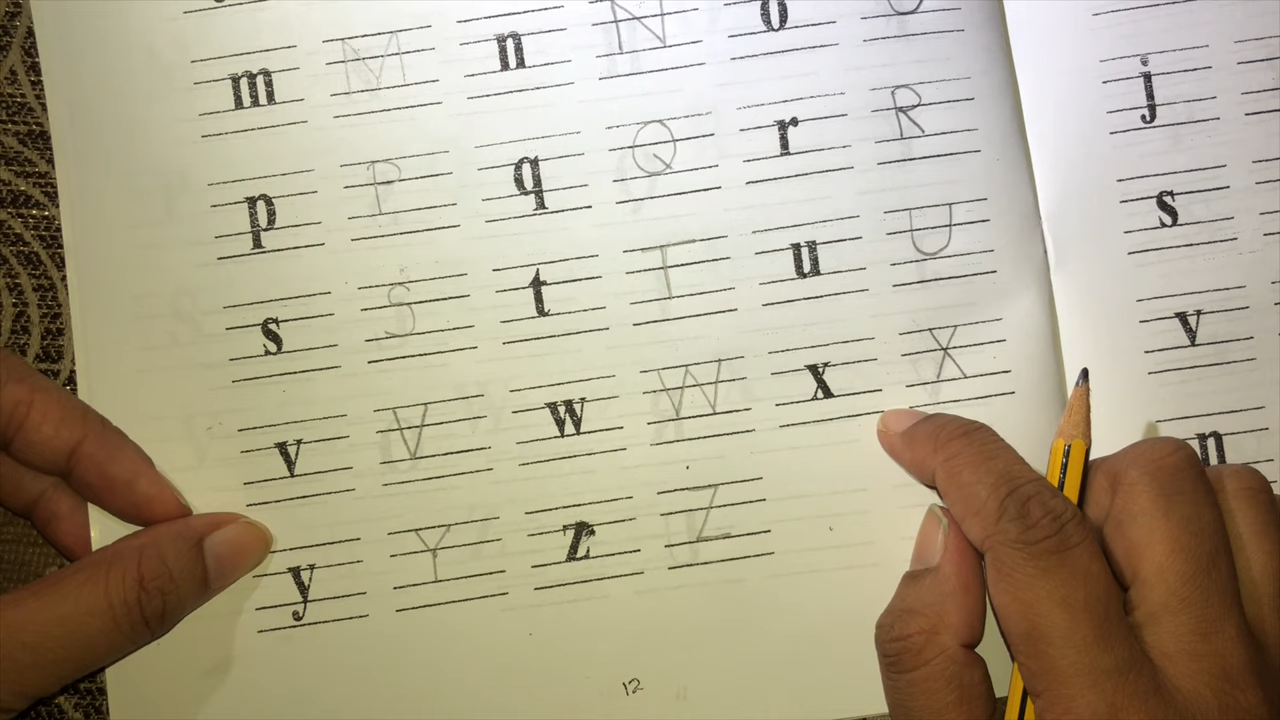 m M n N o O
p P q Q r R
s S t T u U
v V w W x X
y Y z Z
12
j
s
v
n